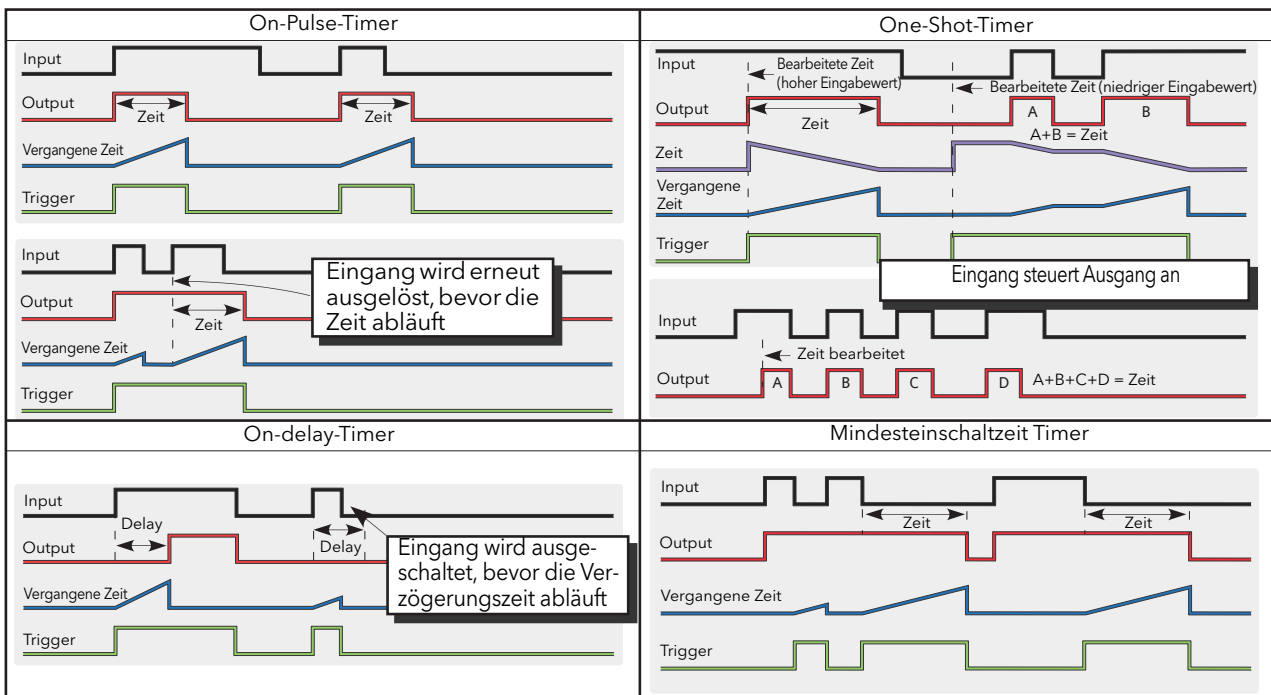 On-Pulse-Timer
Input
Output
Zeit
Zeit
Vergangene Zeit
Trigger
Input
Eingang wird erneut
ausgelöst, bevor die
Zeit abläuft
Output
Zeit
Vergangene Zeit
Trigger
One-Shot-Timer
Input
Bearbeitete Zeit
(hoher Eingabewert)
Bearbeitete Zeit (niedriger Eingabewert)
Output
Zeit
A
B
A+B = Zeit
Zeit
Vergangene
Zeit
Trigger
Eingang steuert Ausgang an
Input
Zeit bearbeitet
Output
A
B
C
D
A+B+C+D = Zeit
On-delay-Timer
Input
Delay
Output
Delay
Eingang wird ausge-
schaltet, bevor die Ver-
zögerungszeit abläuft
Vergangene Zeit
Trigger
Mindesteinschaltzeit Timer
Input
Zeit
Zeit
Output
Vergangene Zeit
Trigger